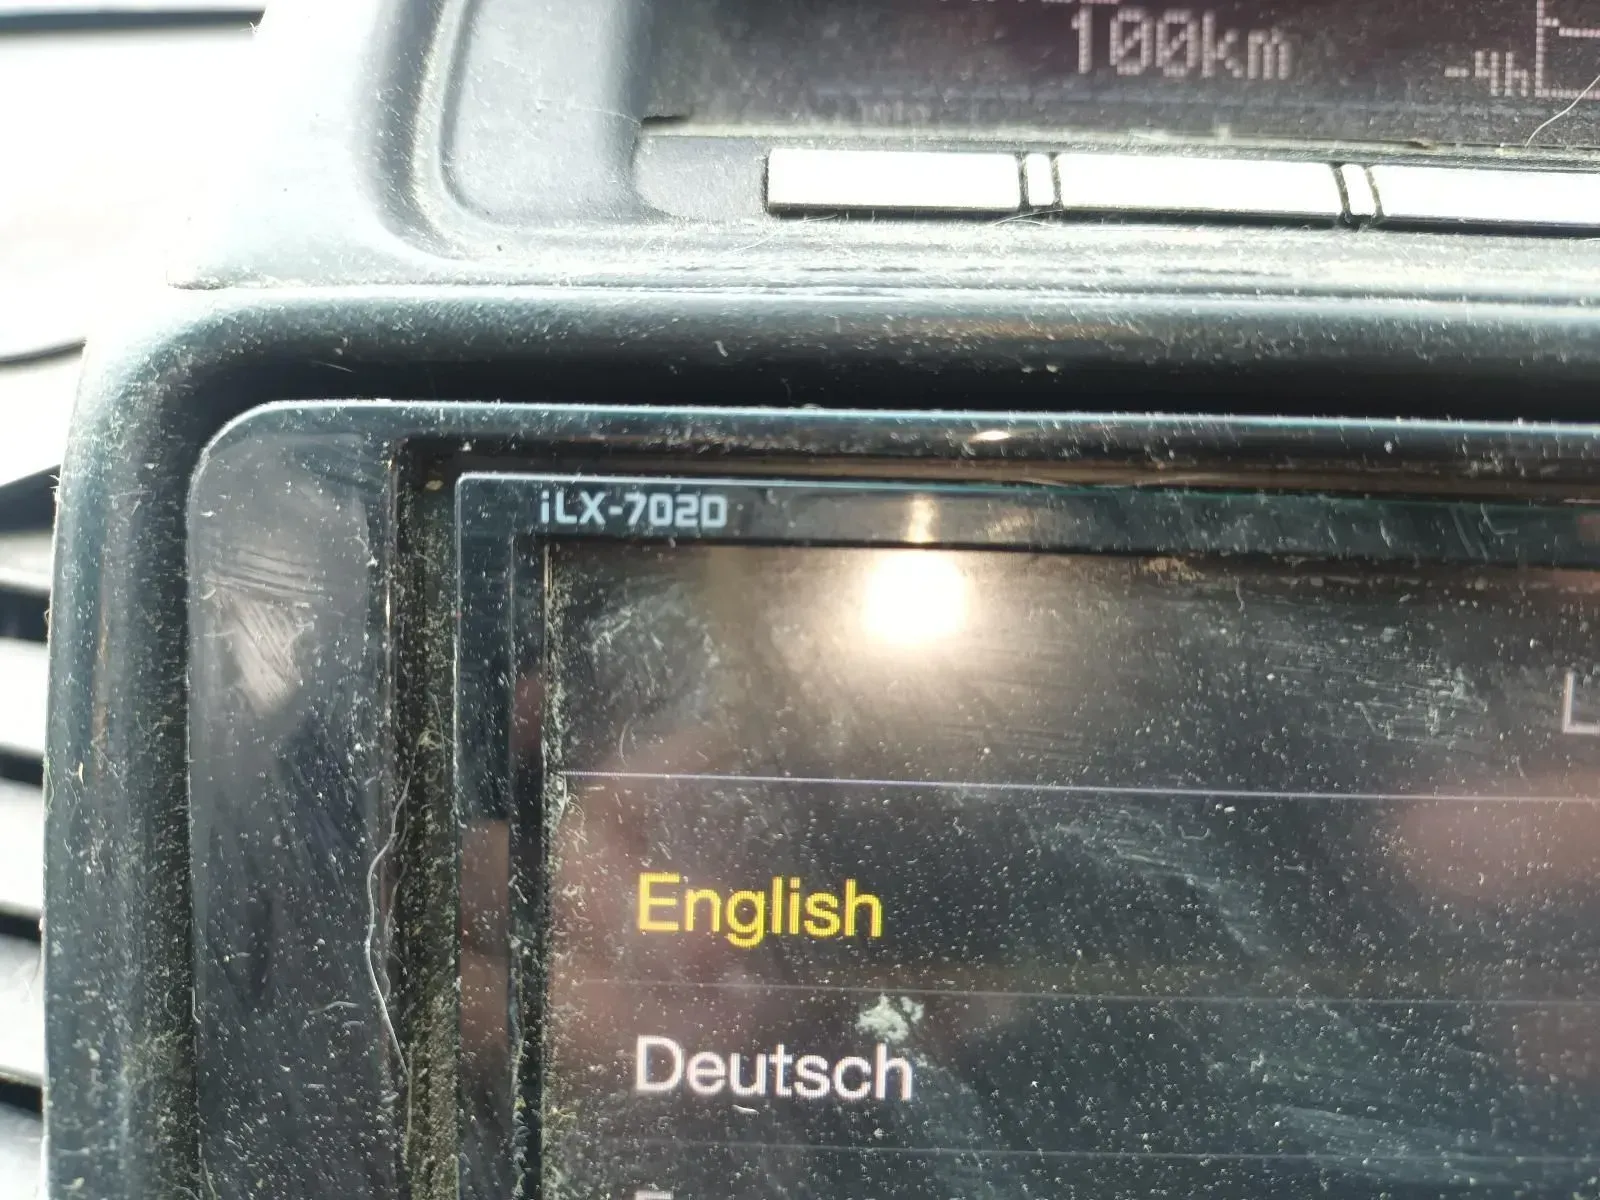 100km
-4h
iLX-702D
English
Deutsch